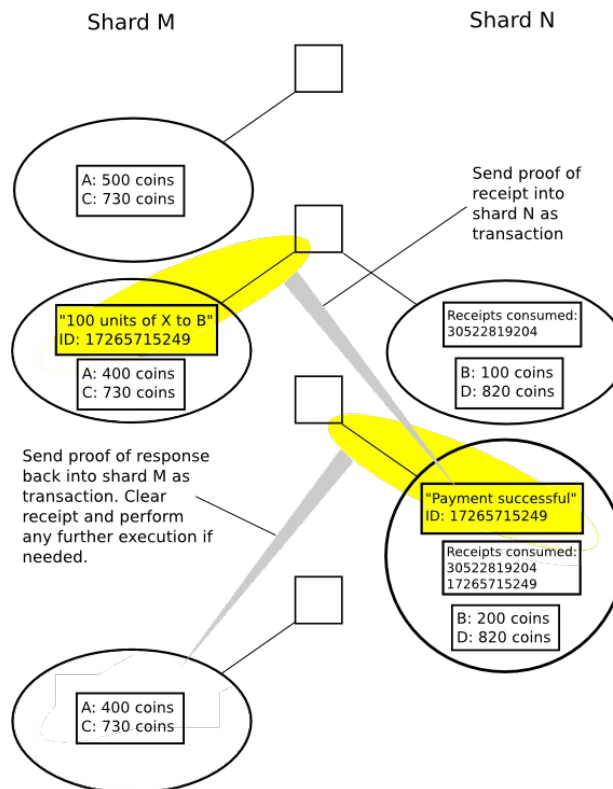 Shard M
Shard N
A: 500 coins
C: 730 coins
Send proof of
receipt into
shard N as
transaction
"100 units of X to B"
ID: 17265715249
A: 400 coins
C: 730 coins
Receipts consumed:
30522819204
B: 100 coins
D: 820 coins
Send proof of response
back into shard M as
transaction. Clear
receipt and perform
any further execution if
needed.
"Payment successful"
ID: 17265715249
Receipts consumed:
30522819204
17265715249
B: 200 coins
D: 820 coins
A: 400 coins
C: 730 coins